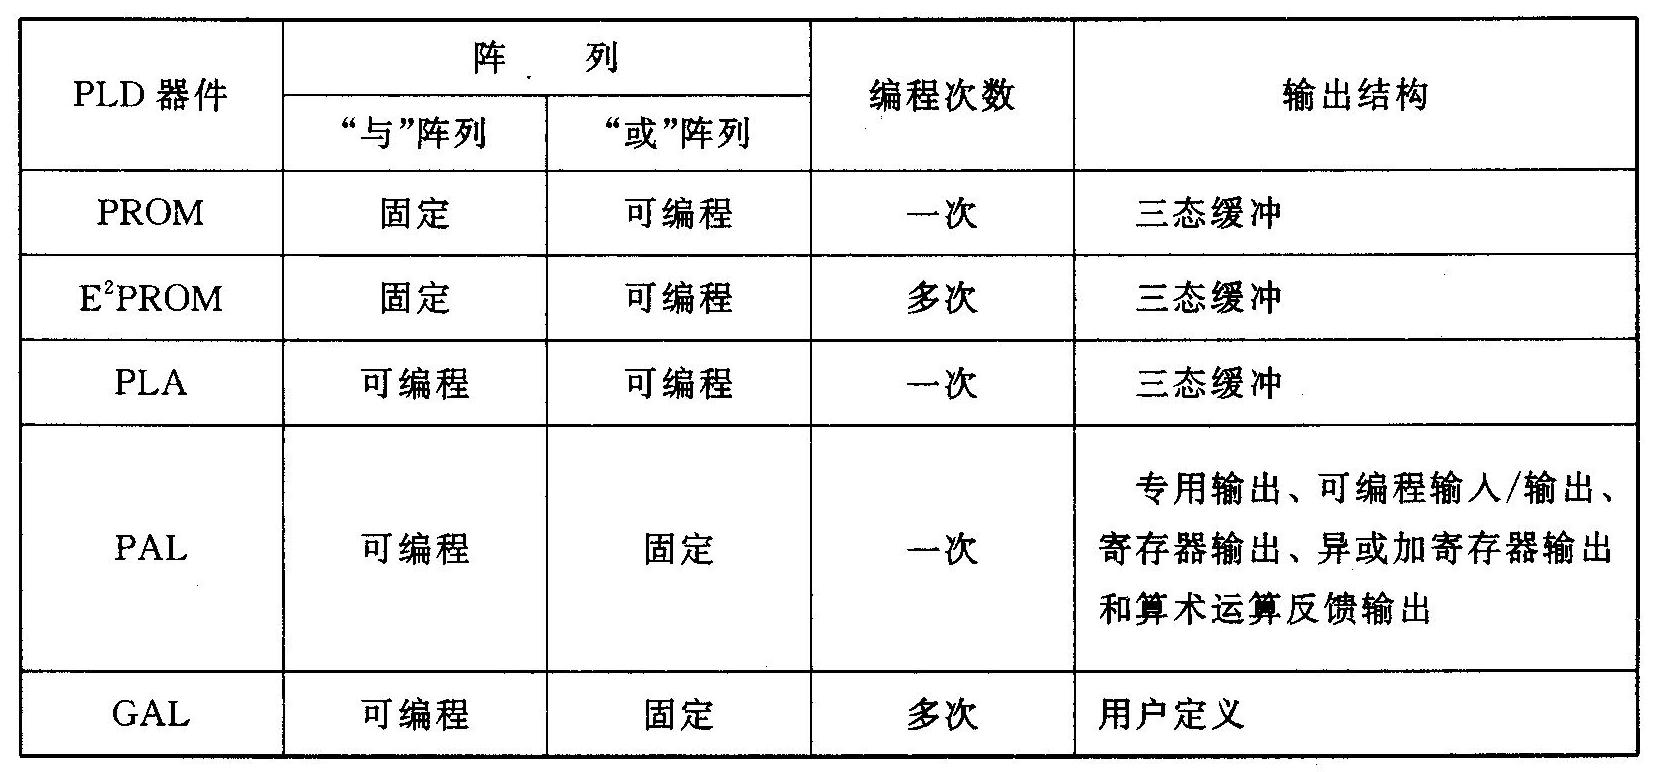 PLD 器件
阵 列
编程次数
输出结构
“与”阵列
“或”阵列
PROM
固定
可编程
一次
三态缓冲
E²PROM
固定
可编程
多次
三态缓冲
PLA
可编程
可编程
一次
三态缓冲
PAL
可编程
固定
一次
专用输出、可编程输人/输出、
寄存器输出、异或加寄存器输出
和算术运算反馈输出
GAL
可编程
固定
多次
用户定义